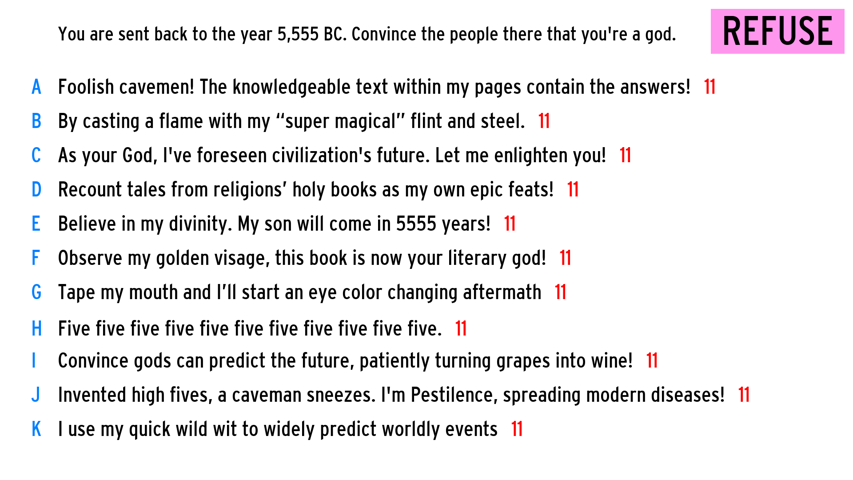 You are sent back to the year 5,555 BC. Convince the people there that you're a god. REFUSE
A Foolish cavemen! The knowledgeable text within my pages contain the answers! 11
B By casting a flame with my “super magical” flint and steel. 11
C As your God, I've foreseen civilization's future. Let me enlighten you! 11
D Recount tales from religions’ holy books as my own epic feats! 11
E Believe in my divinity. My son will come in 5555 years! 11
F Observe my golden visage, this book is now your literary god! 11
G Tape my mouth and I’ll start an eye color changing aftermath 11
H Five five five five five five five five five five five. 11
I Convince gods can predict the future, patiently turning grapes into wine! 11
J Invented high fives, a caveman sneezes. I'm Pestilence, spreading modern diseases! 11
K I use my quick wild wit to widely predict worldly events 11